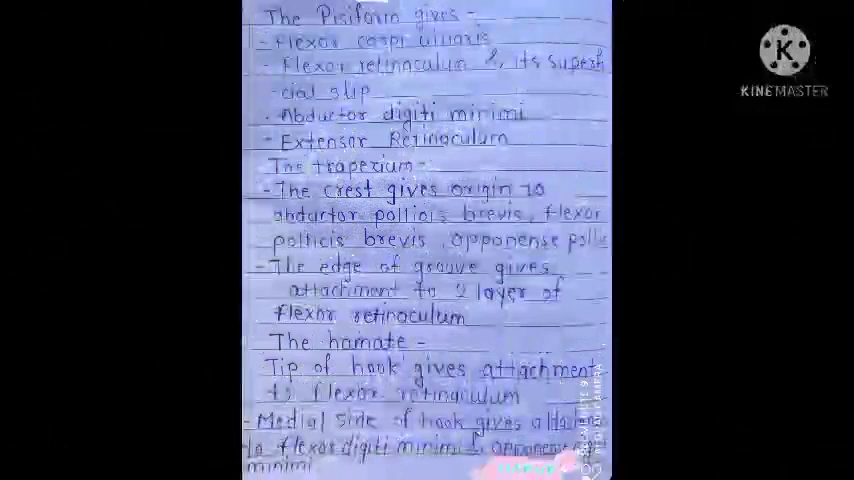 The Pisiform gives -
- Flexor carpi ulnaris
- Flexor retinaculum & its superfi
-cial slip
- Abductor digiti minimi
- Extensor Retinaculum
The trapezium -
- The crest gives origin to
abductor pollicis brevis, flexor
pollicis brevis, opponense polli
- The edge of groove gives
attachment to 2 layer of
flexor retinaculum
The hamate -
Tip of hook gives attachment
to flexor retinaculum
- Medial side of hook gives
to flexor digiti minimi &
minimi
K
KINEMASTER